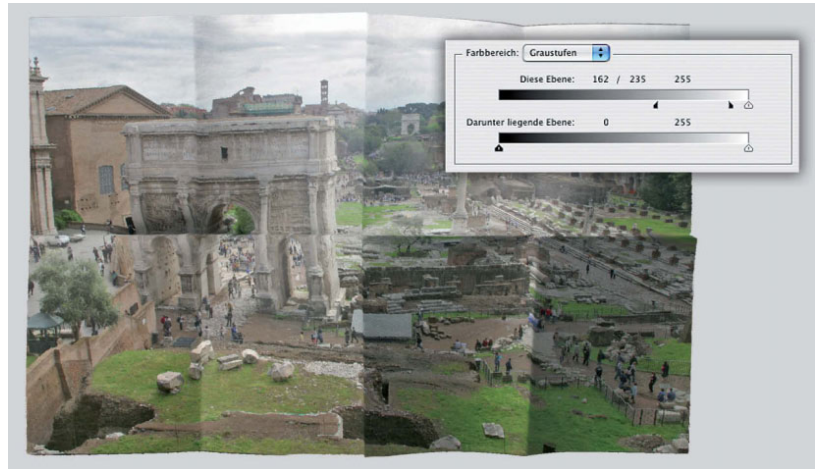 Farbbereich: Graustufen
Diese Ebene: 162 / 235 255
Darunter liegende Ebene: 0 255